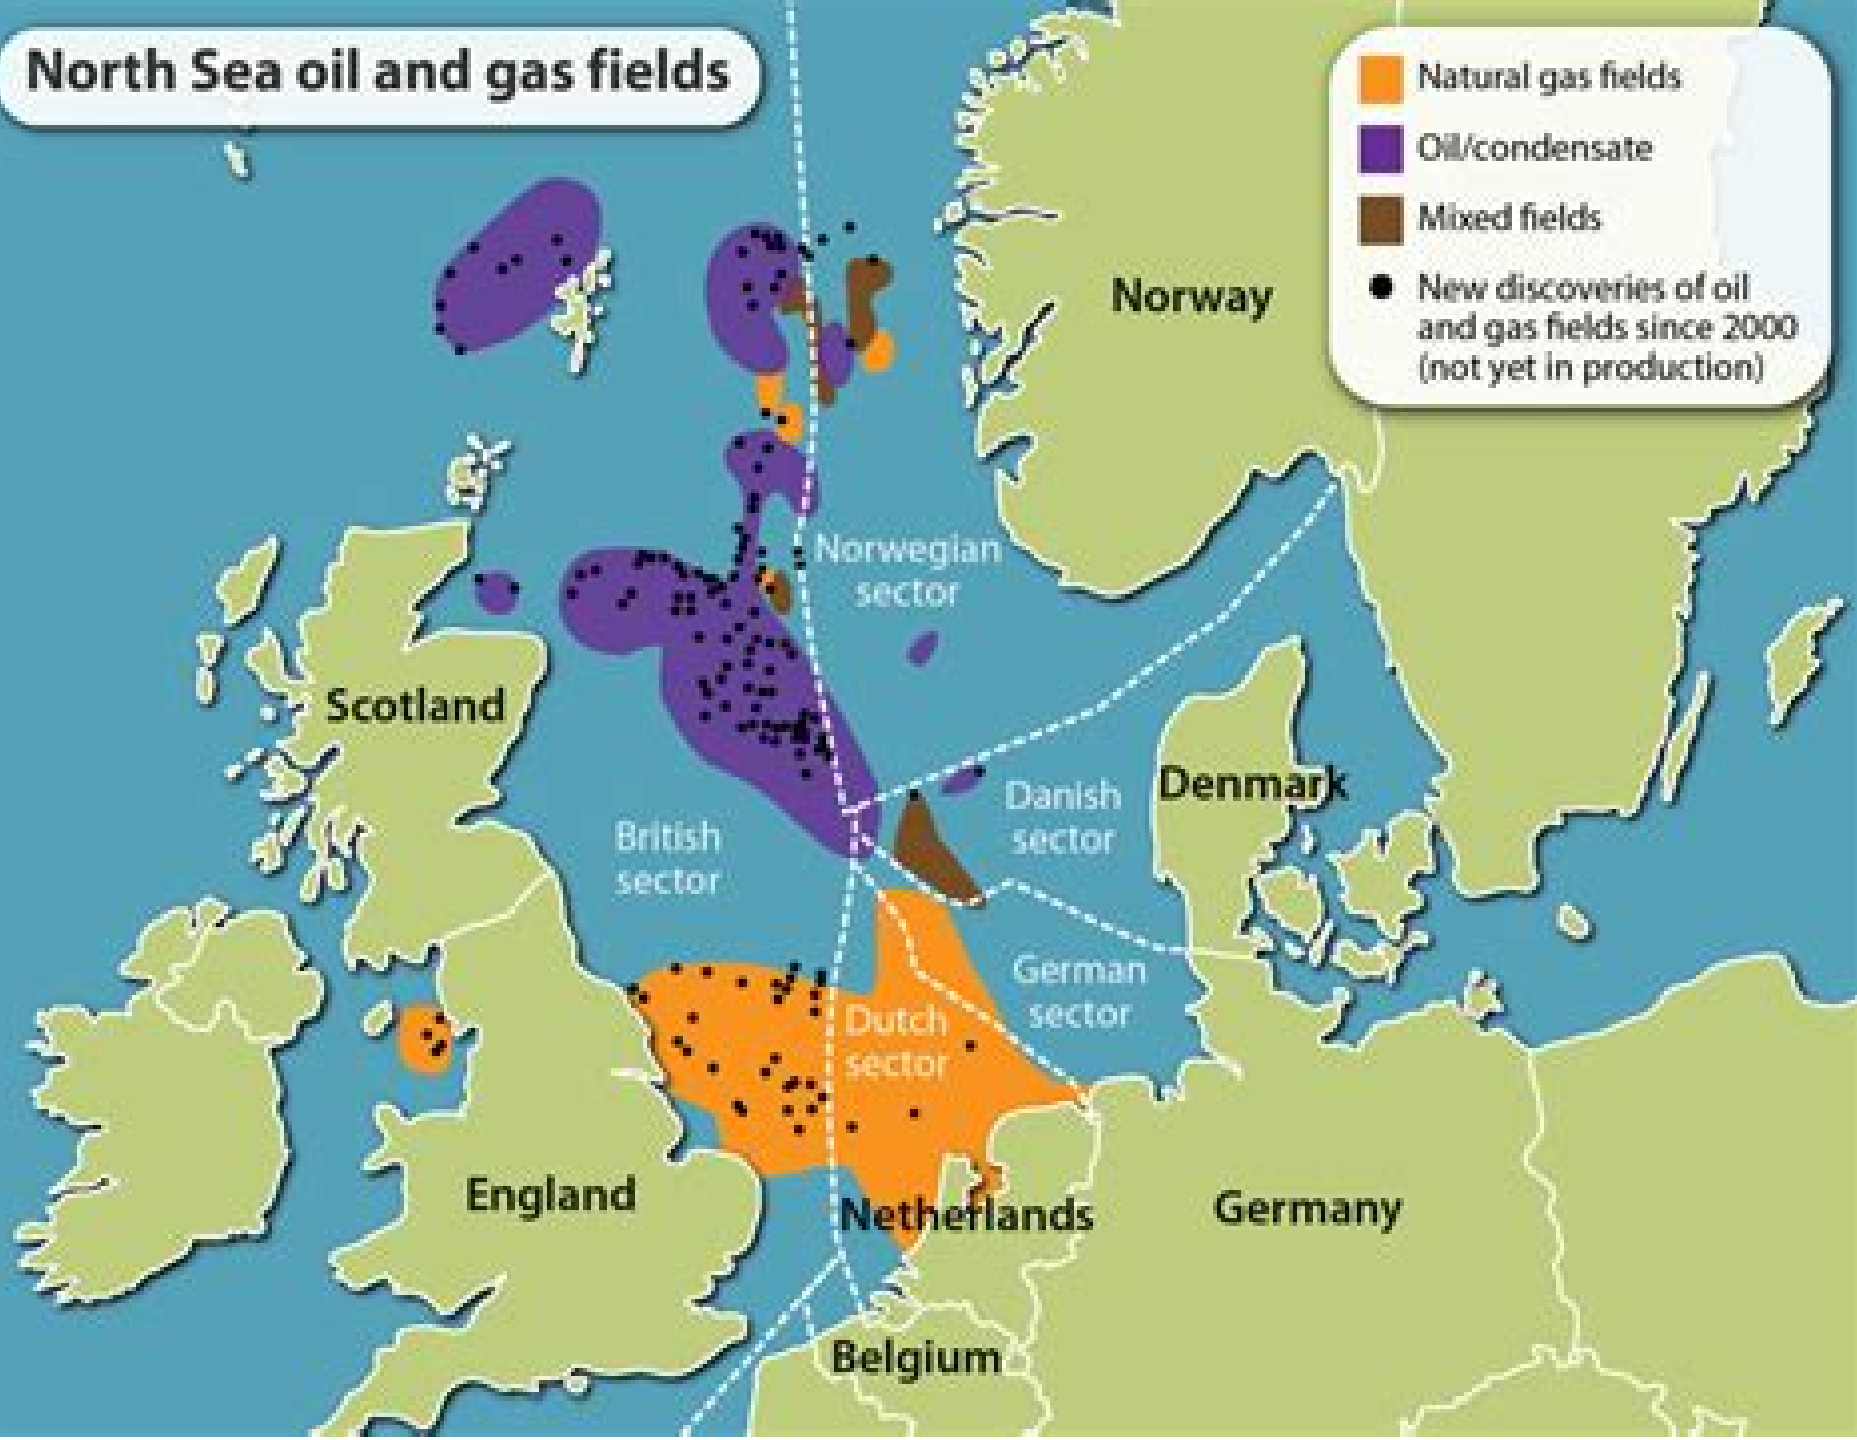 North Sea oil and gas fields
Natural gas fields
Oil/condensate
Mixed fields
New discoveries of oil
and gas fields since 2000
(not yet in production)
Norway
Norwegian
sector
Scotland
Danish
sector
Denmark
British
sector
German
sector
Dutch
sector
England
Netherlands
Germany
Belgium